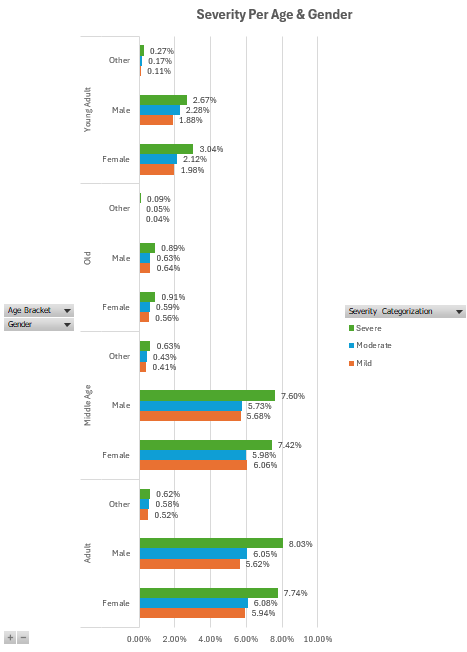 Severity Per Age & Gender
Young Adult
Other
0.27%
0.17%
0.11%
Male
2.67%
2.28%
1.88%
Female
3.04%
2.12%
1.98%
Old
Other
0.09%
0.05%
0.04%
Male
0.89%
0.63%
0.64%
Female
0.91%
0.59%
0.56%
Middle Age
Other
0.63%
0.43%
0.41%
Male
7.60%
5.73%
5.68%
Female
7.42%
5.98%
6.06%
Adult
Other
0.62%
0.58%
0.52%
Male
8.03%
6.05%
5.62%
Female
7.74%
6.08%
5.94%
0.00% 2.00% 4.00% 6.00% 8.00% 10.00%
Age Bracket
Gender
Severity Categorization
Severe
Moderate
Mild
+ −